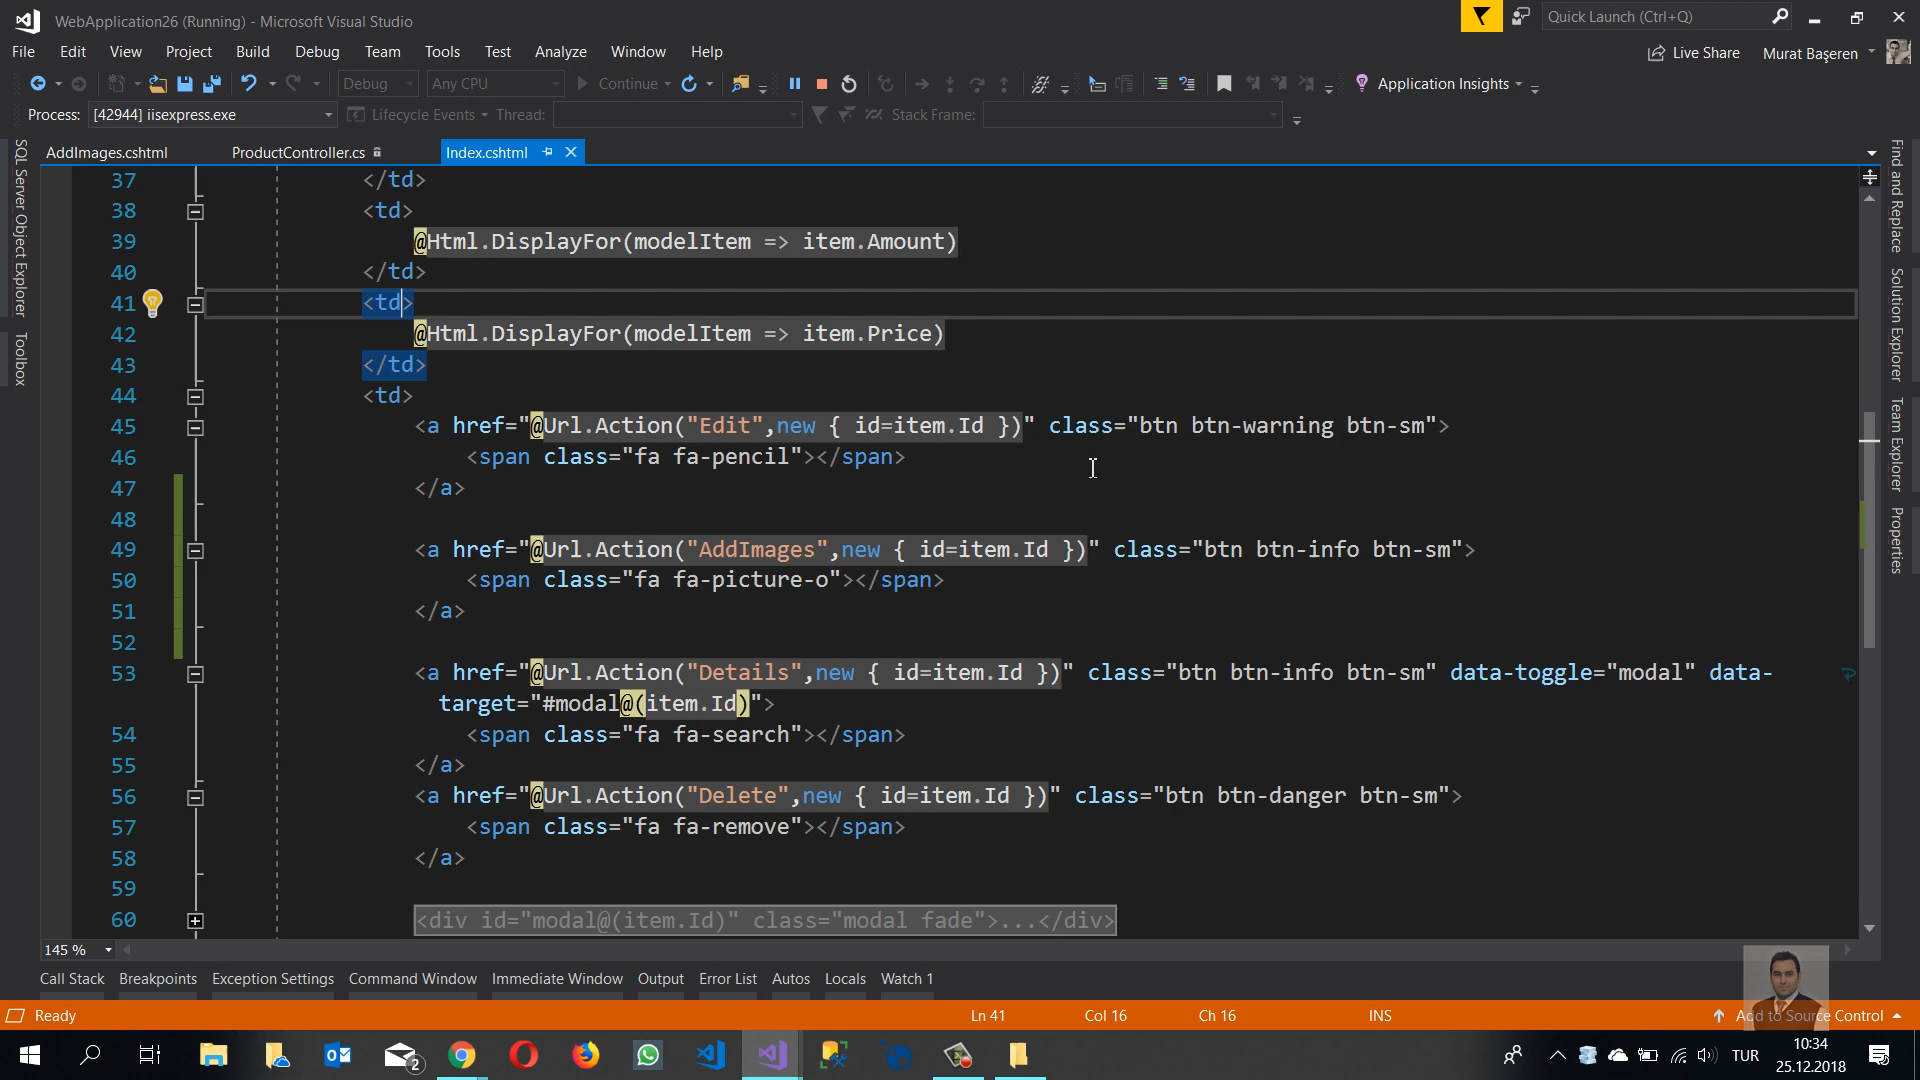 WebApplication26 (Running) - Microsoft Visual Studio
Quick Launch (Ctrl+Q)
File Edit View Project Build Debug Team Tools Test Analyze Window Help
Live Share Murat Başeren
Debug Any CPU Continue Application Insights
Process: [42944] iisexpress.exe Lifecycle Events Thread: Stack Frame:
AddImages.cshtml ProductController.cs Index.cshtml
SQL Server Object Explorer
Toolbox
37 </td>
38 <td>
39 @Html.DisplayFor(modelItem => item.Amount)
40 </td>
41 <td>
42 @Html.DisplayFor(modelItem => item.Price)
43 </td>
44 <td>
45 <a href="@Url.Action("Edit",new { id=item.Id })" class="btn btn-warning btn-sm">
46 <span class="fa fa-pencil"></span>
47 </a>
48
49 <a href="@Url.Action("AddImages",new { id=item.Id })" class="btn btn-info btn-sm">
50 <span class="fa fa-picture-o"></span>
51 </a>
52
53 <a href="@Url.Action("Details",new { id=item.Id })" class="btn btn-info btn-sm" data-toggle="modal" data-
target="#modal@(item.Id)">
54 <span class="fa fa-search"></span>
55 </a>
56 <a href="@Url.Action("Delete",new { id=item.Id })" class="btn btn-danger btn-sm">
57 <span class="fa fa-remove"></span>
58 </a>
59
60 <div id="modal@(item.Id)" class="modal fade">...</div>
Find and Replace
Solution Explorer
Team Explorer
Properties
145 %
Call Stack Breakpoints Exception Settings Command Window Immediate Window Output Error List Autos Locals Watch 1
Ready Ln 41 Col 16 Ch 16 INS Add to Source Control
2
TUR
10:34
25.12.2018